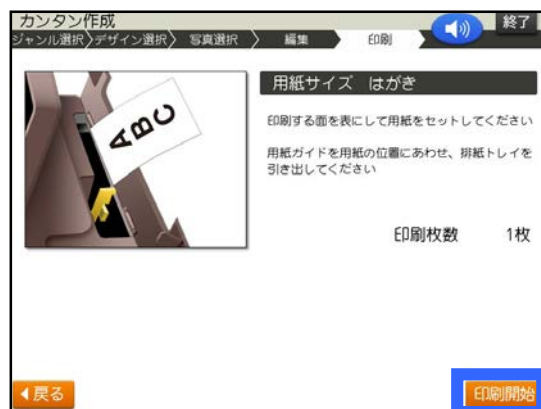 カンタン作成
終了
ジャンル選択〉デザイン選択〉 写真選択 〉 編集 印刷
ABC
用紙サイズ はがき
印刷する面を表にして用紙をセットしてください
用紙ガイドを用紙の位置にあわせ、排紙トレイを
引き出してください
印刷枚数 1枚
戻る
印刷開始